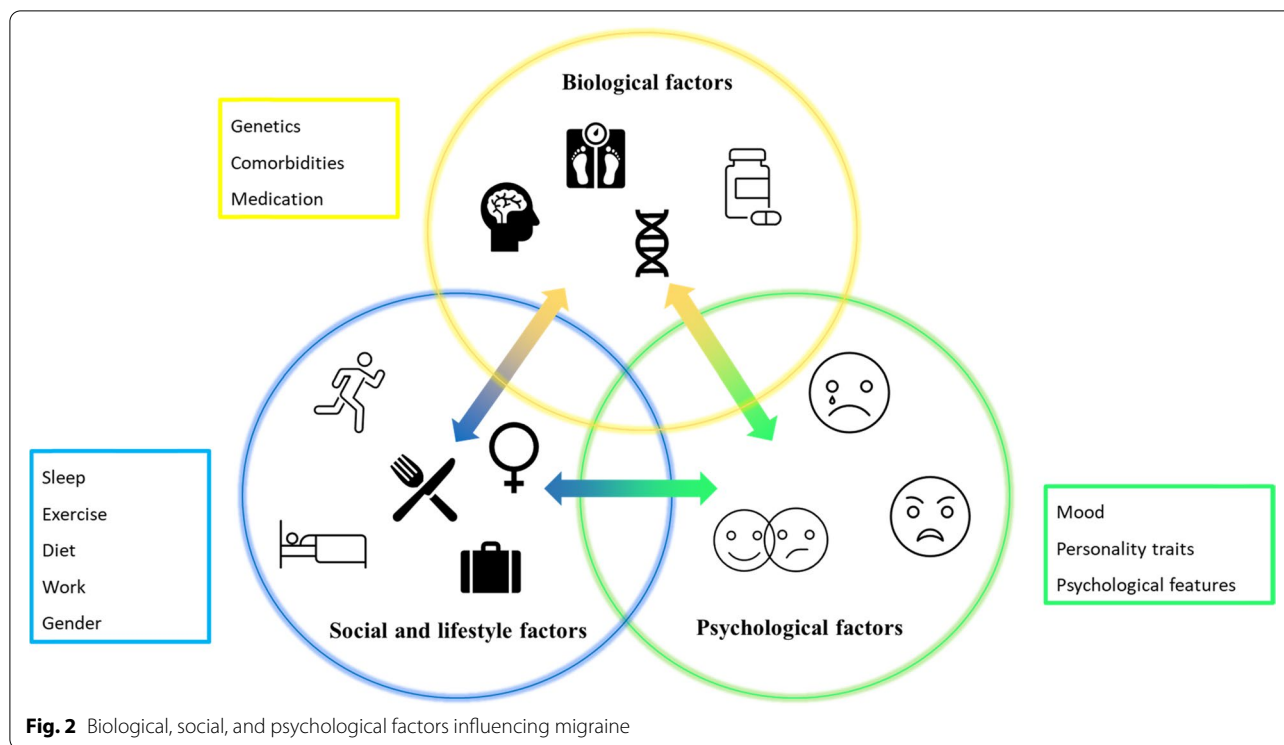 Biological factors
Genetics
Comorbidities
Medication
Sleep
Exercise
Diet
Work
Gender
Social and lifestyle factors
Mood
Personality traits
Psychological features
Psychological factors
Fig. 2 Biological, social, and psychological factors influencing migraine